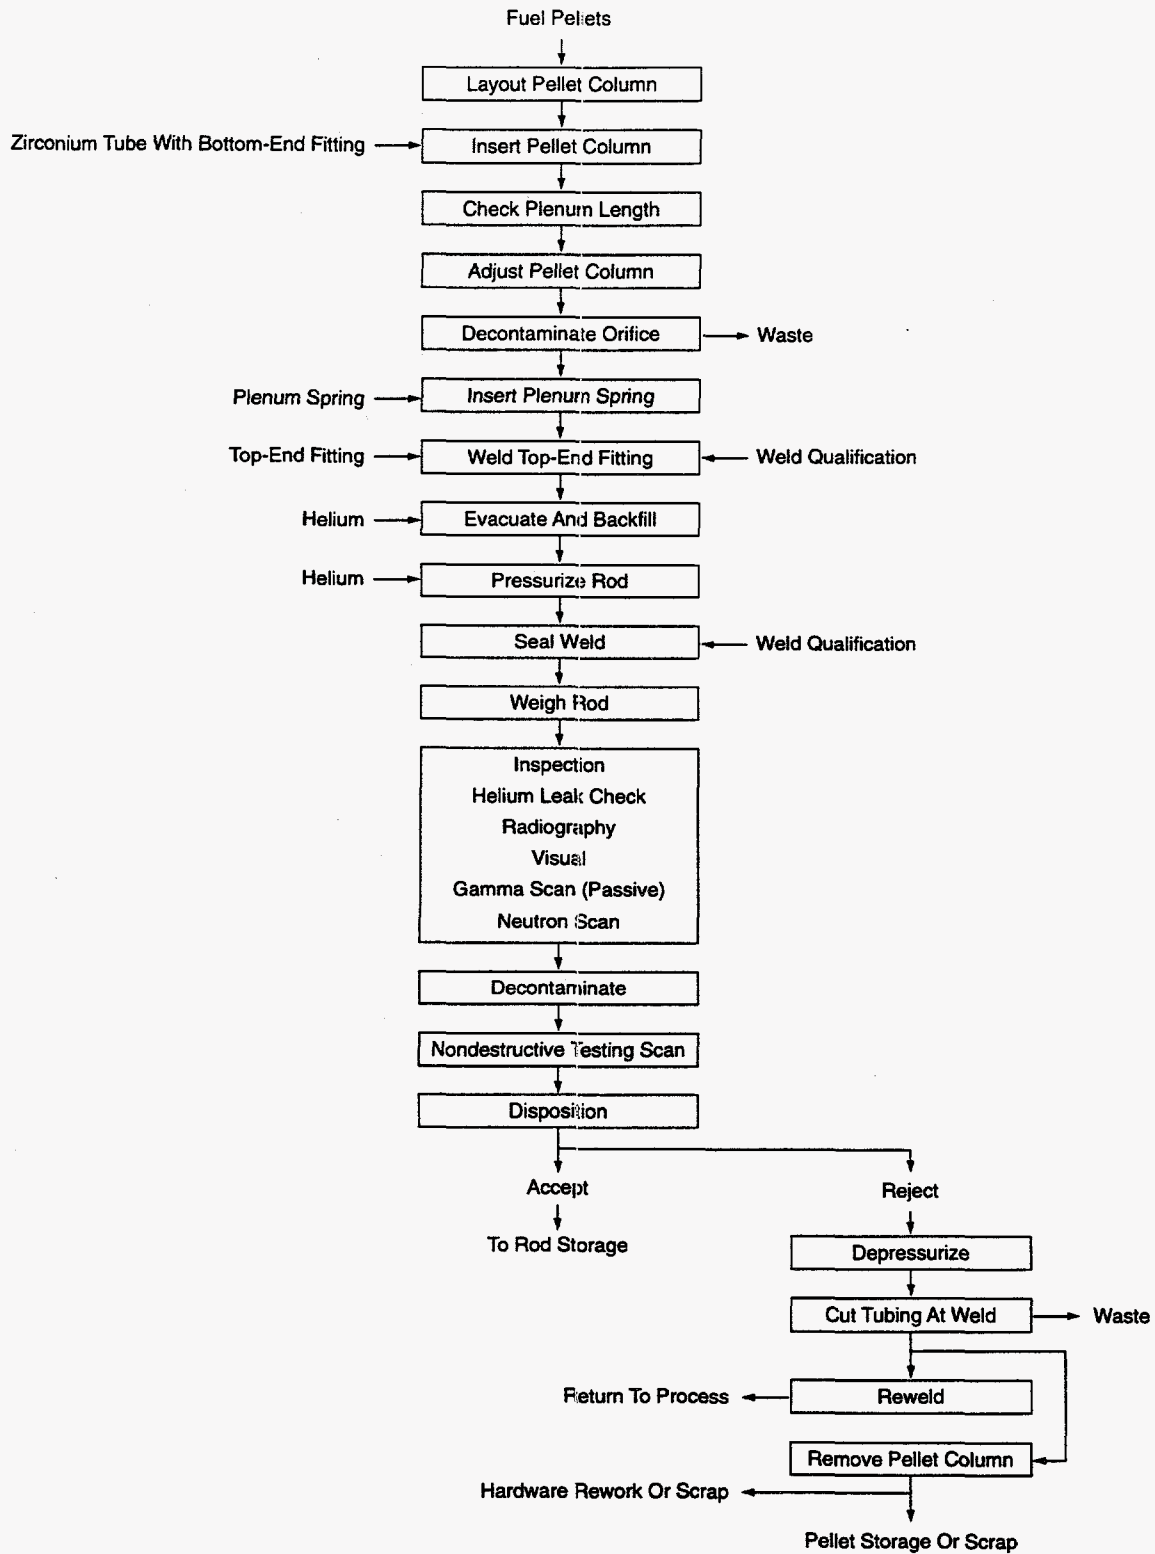 Fuel Pellets
Layout Pellet Column
Zirconium Tube With Bottom-End Fitting
Insert Pellet Column
Check Plenum Length
Adjust Pellet Column
Decontaminate Orifice
Waste
Plenum Spring
Insert Plenum Spring
Top-End Fitting
Weld Top-End Fitting
Weld Qualification
Helium
Evacuate And Backfill
Helium
Pressurize Rod
Seal Weld
Weld Qualification
Weigh Rod
Inspection
Helium Leak Check
Radiography
Visual
Gamma Scan (Passive)
Neutron Scan
Decontaminate
Nondestructive Testing Scan
Disposition
Accept
Reject
To Rod Storage
Depressurize
Cut Tubing At Weld
Waste
Return To Process
Reweld
Remove Pellet Column
Hardware Rework Or Scrap
Pellet Storage Or Scrap